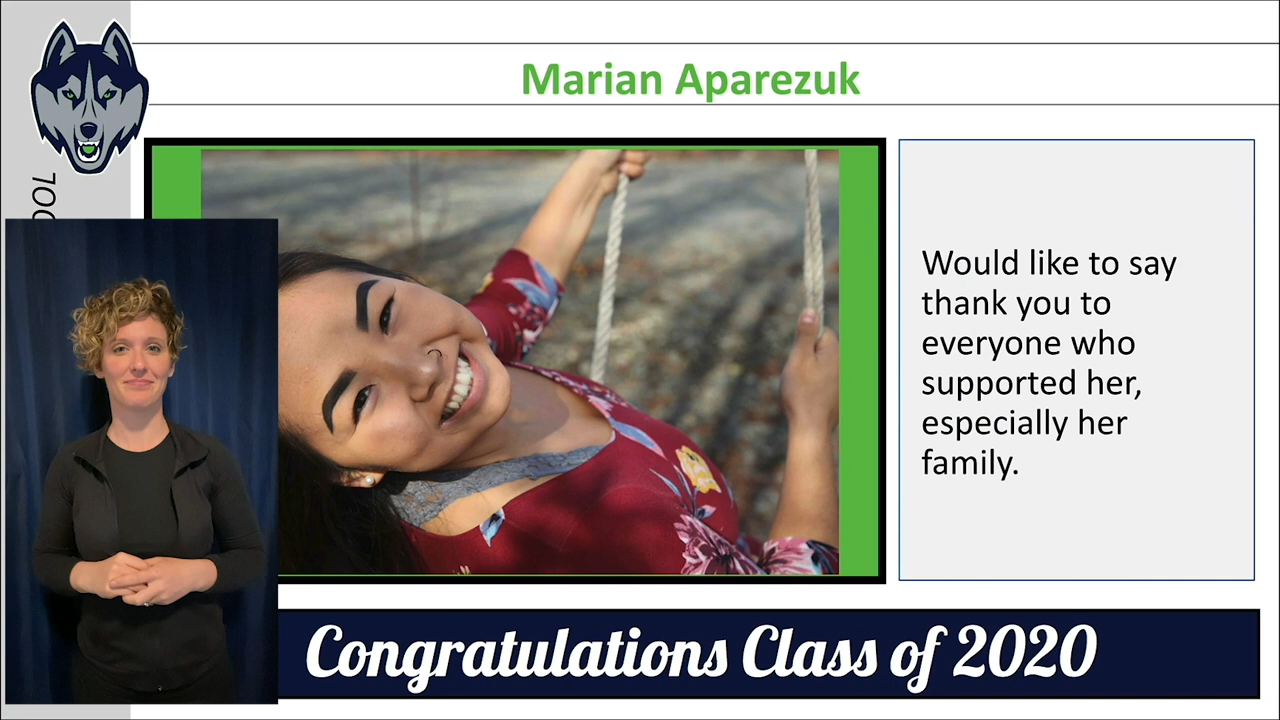 Marian Aparezuk
OOL
Would like to say
thank you to
everyone who
supported her,
especially her
family.
Congratulations Class of 2020